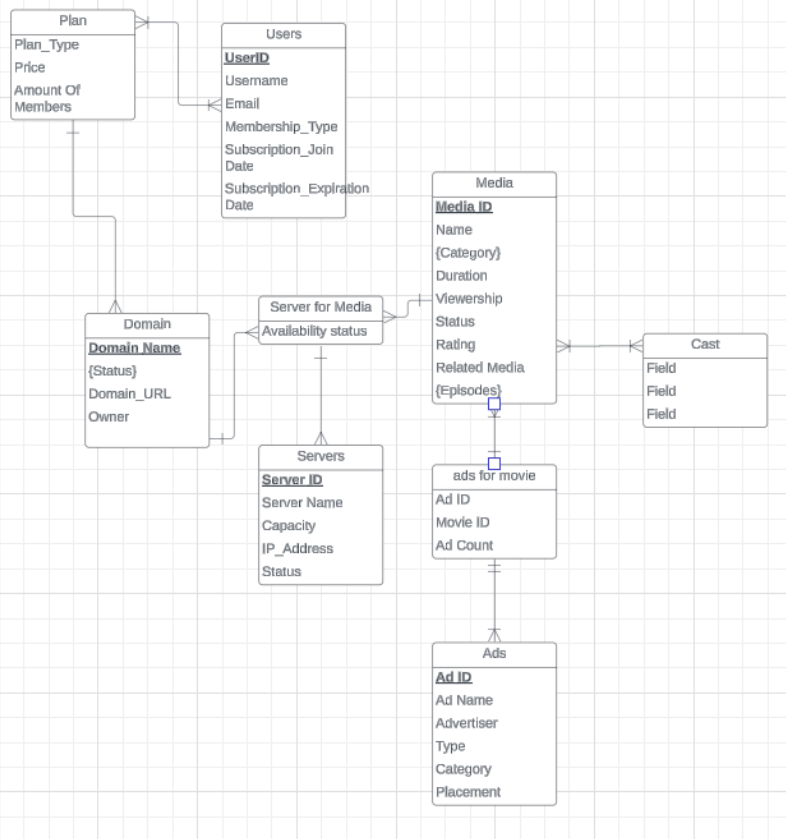 Plan
Plan_Type
Price
Amount Of
Members
Users
UserID
Username
Email
Membership_Type
Subscription_Join
Date
Subscription_Expiration
Date
Media
Media ID
Name
{Category}
Duration
Viewership
Status
Rating
Related Media
{Episodes}
Server for Media
Availability status
Domain
Domain Name
{Status}
Domain_URL
Owner
Cast
Field
Field
Field
Servers
Server ID
Server Name
Capacity
IP_Address
Status
ads for movie
Ad ID
Movie ID
Ad Count
Ads
Ad ID
Ad Name
Advertiser
Type
Category
Placement